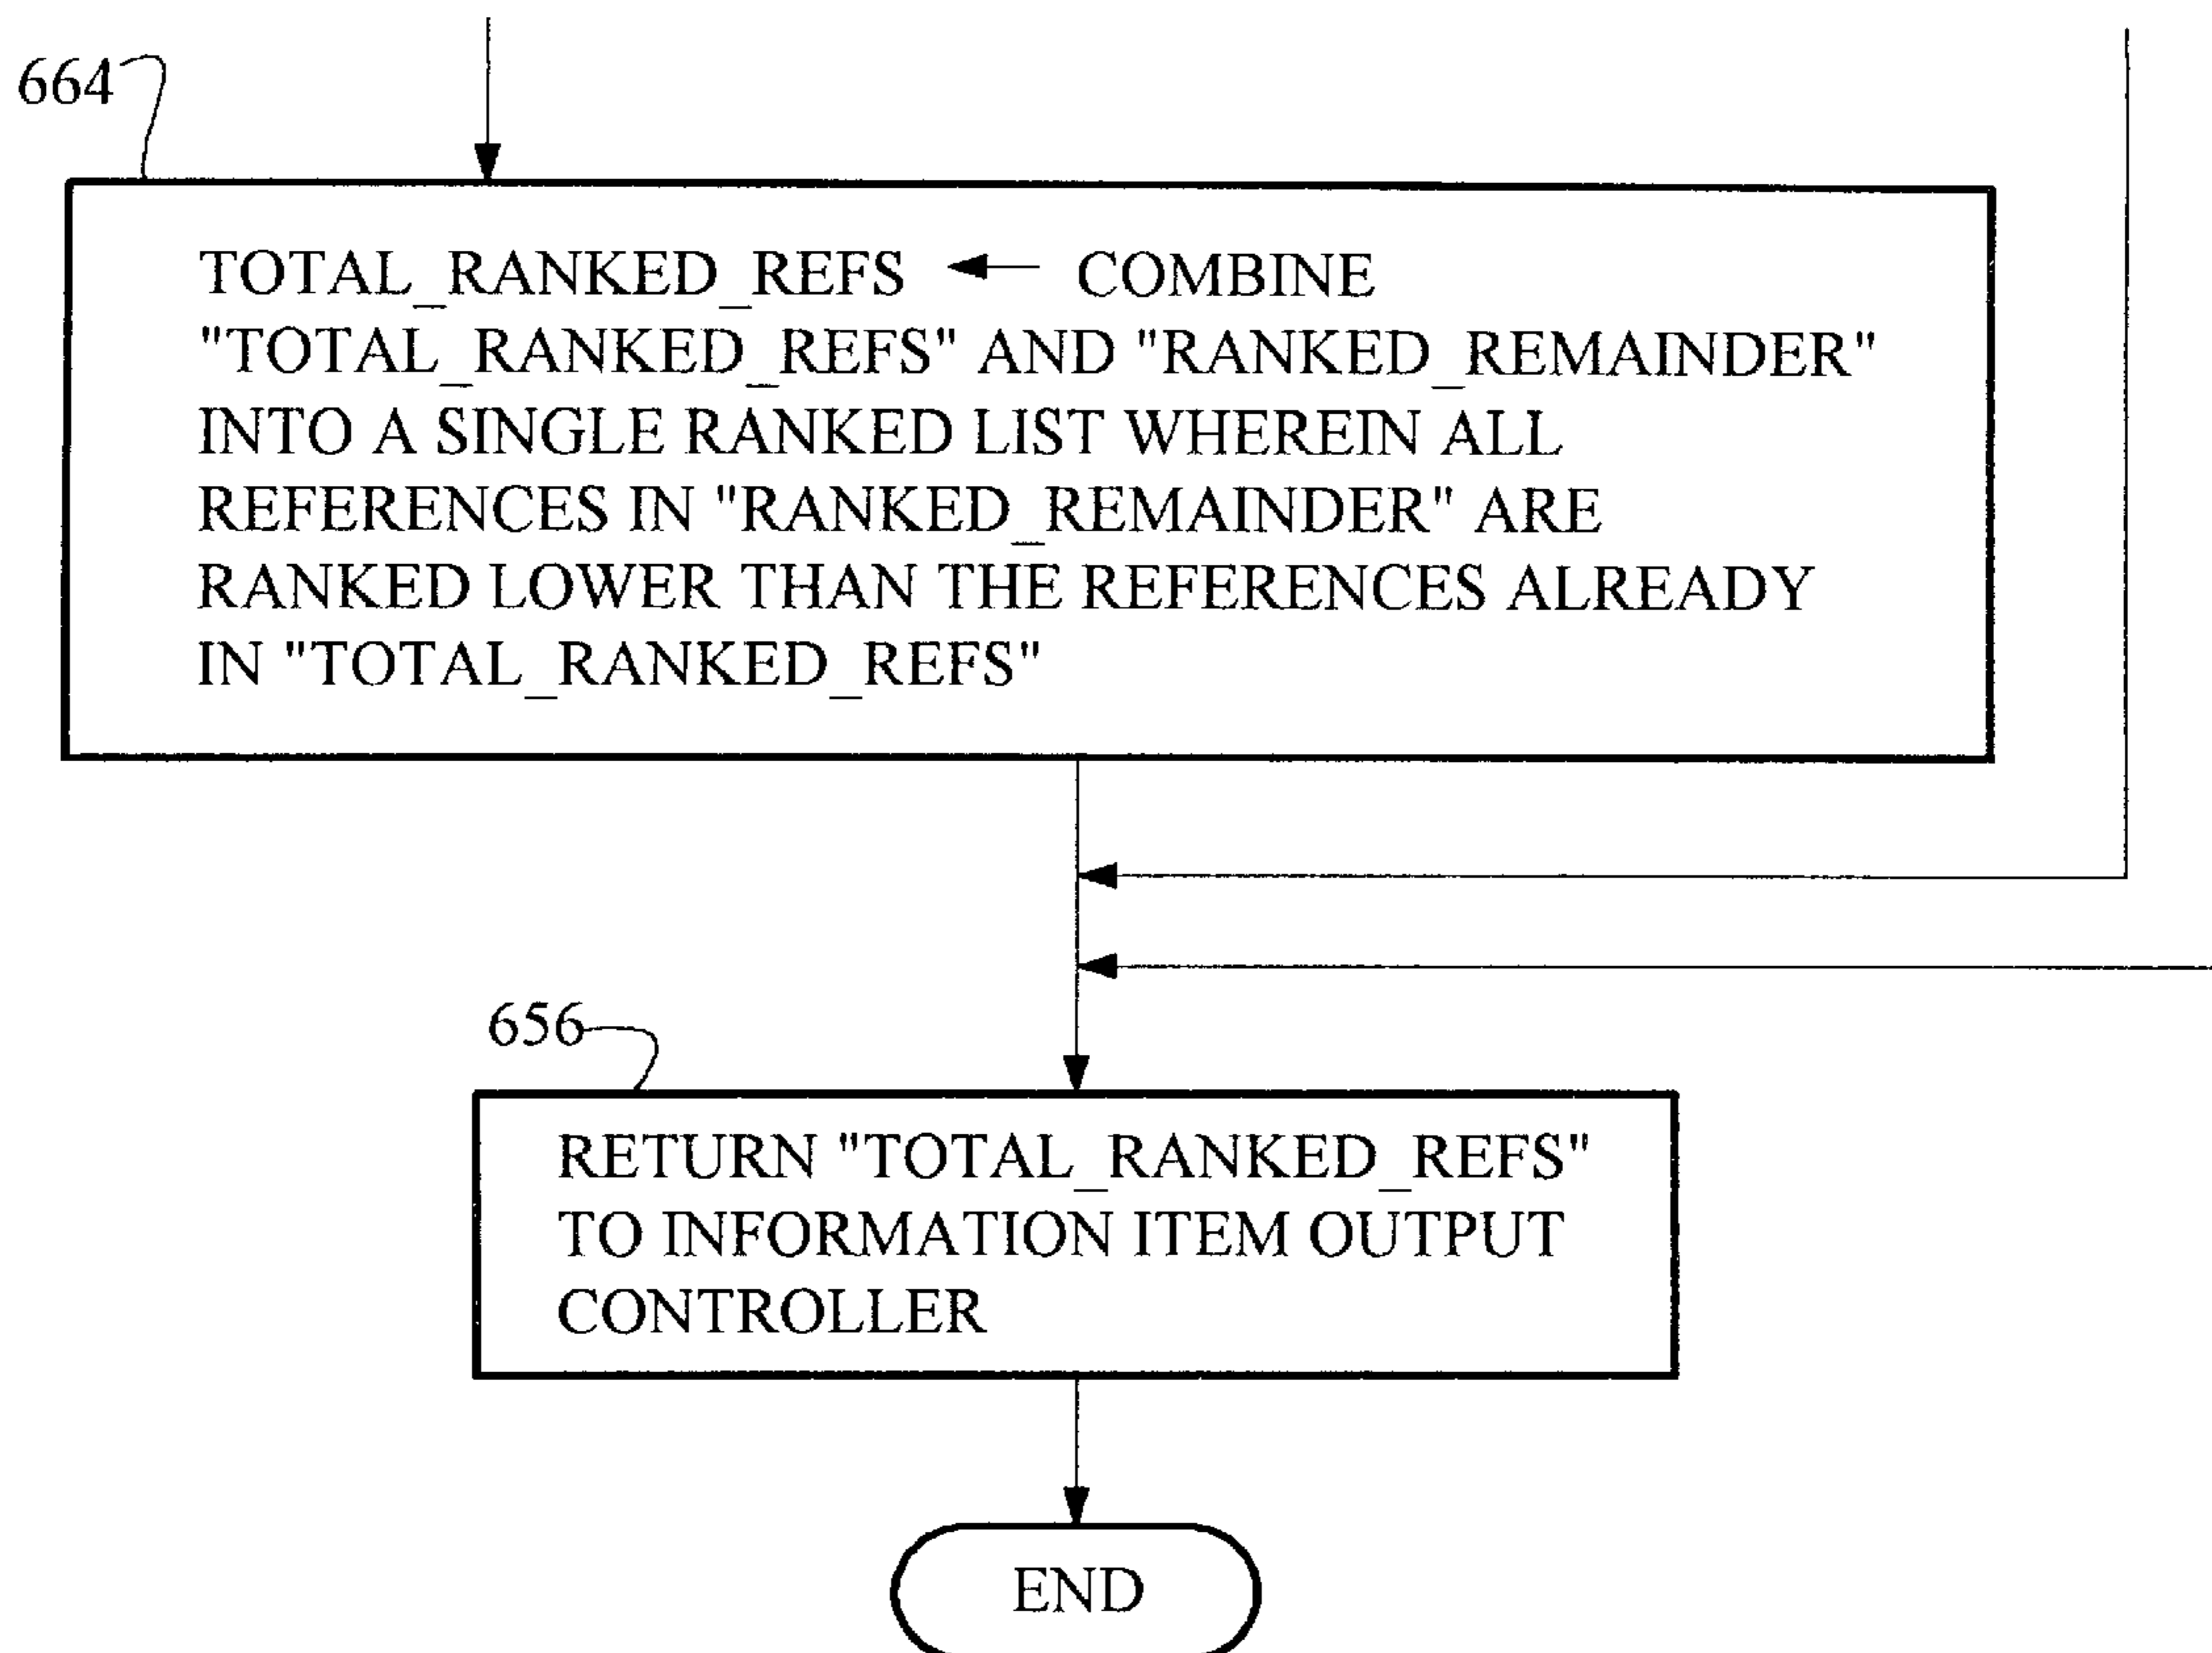 664
TOTAL_RANKED_REFS ← COMBINE
"TOTAL_RANKED_REFS" AND "RANKED_REMAINDER"
INTO A SINGLE RANKED LIST WHEREIN ALL
REFERENCES IN "RANKED_REMAINDER" ARE
RANKED LOWER THAN THE REFERENCES ALREADY
IN "TOTAL_RANKED_REFS"
656
RETURN "TOTAL_RANKED_REFS"
TO INFORMATION ITEM OUTPUT
CONTROLLER
END